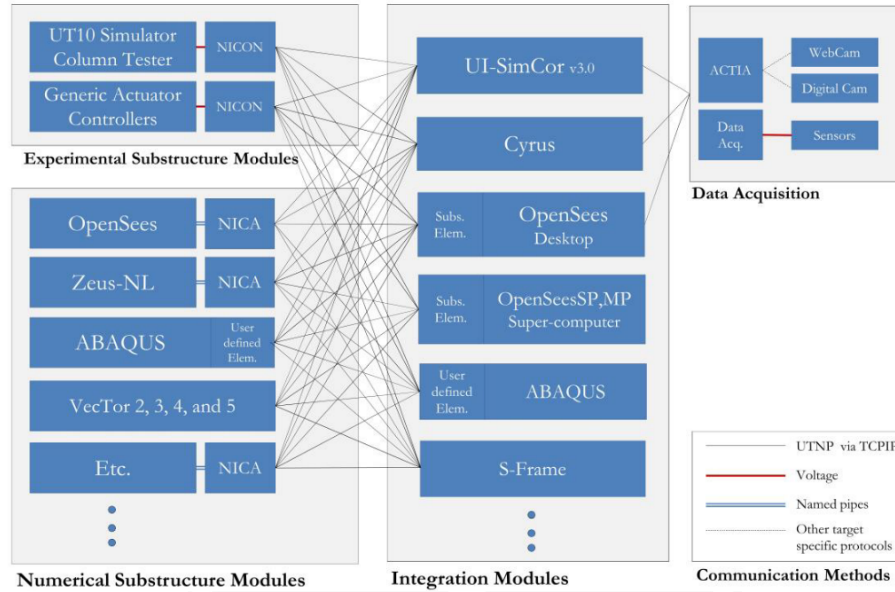 UT10 Simulator
Column Tester
NICON
Generic Actuator
Controllers
NICON
Experimental Substructure Modules
OpenSees
NICA
Zeus-NL
NICA
ABAQUS
User
defined
Elem.
VecTor 2, 3, 4, and 5
Etc.
NICA
Numerical Substructure Modules
UI-SimCor v3.0
Cyrus
Subs.
Elem.
OpenSees
Desktop
Subs.
Elem.
OpenSeesSP,MP
Super-computer
User
defined
Elem.
ABAQUS
S-Frame
Integration Modules
ACTIA
WebCam
Digital Cam
Data
Acq.
Sensors
Data Acquisition
UTNP via TCPIP
Voltage
Named pipes
Other target
specific protocols
Communication Methods